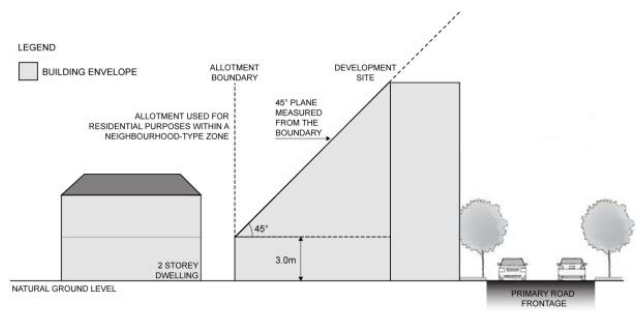 LEGEND
BUILDING ENVELOPE
ALLOTMENT
BOUNDARY
DEVELOPMENT
SITE
ALLOTMENT USED FOR
RESIDENTIAL PURPOSES WITHIN A
NEIGHBOURHOOD-TYPE ZONE
45° PLANE
MEASURED
FROM THE
BOUNDARY
45°
3.0m
2 STOREY
DWELLING
NATURAL GROUND LEVEL
PRIMARY ROAD
FRONTAGE